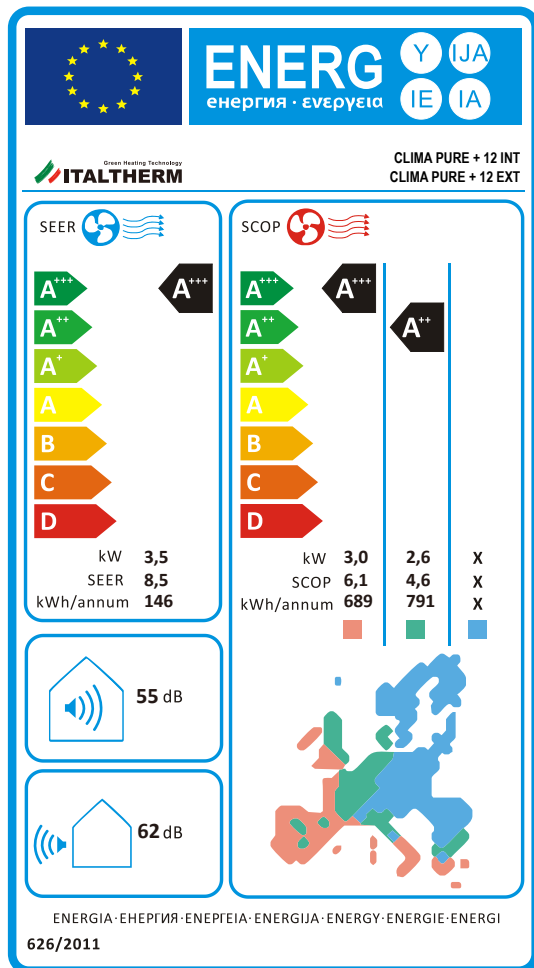 ENERG
енергия · ενεργεια
Y IJA
IE IA
Green Heating Technology
ITALTHERM
CLIMA PURE + 12 INT
CLIMA PURE + 12 EXT
SEER
A+++
A+++
A++
A+
A
B
C
D
kW 3,5
SEER 8,5
kWh/annum 146
SCOP
A+++
A+++
A++
A++
A+
A
B
C
D
kW 3,0 2,6 X
SCOP 6,1 4,6 X
kWh/annum 689 791 X
55 dB
62 dB
ENERGIA·ЕНЕРГИЯ·ΕΝΕΡΓΕΙΑ·ENERGIJA·ENERGY·ENERGIE·ENERGI
626/2011